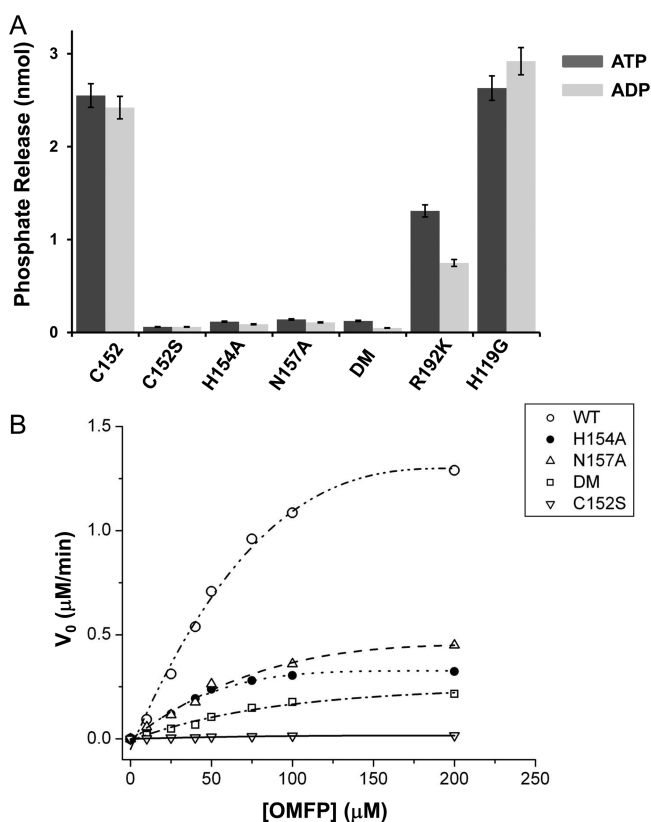 A
Phosphate Release (nmol)
3
2
1
0
C152
C152S
H154A
N157A
DM
R192K
H119G
ATP
ADP
B
V0 (μM/min)
1.5
1.0
0.5
0.0
0
50
100
150
200
250
[OMFP] (μM)
WT
H154A
N157A
DM
C152S